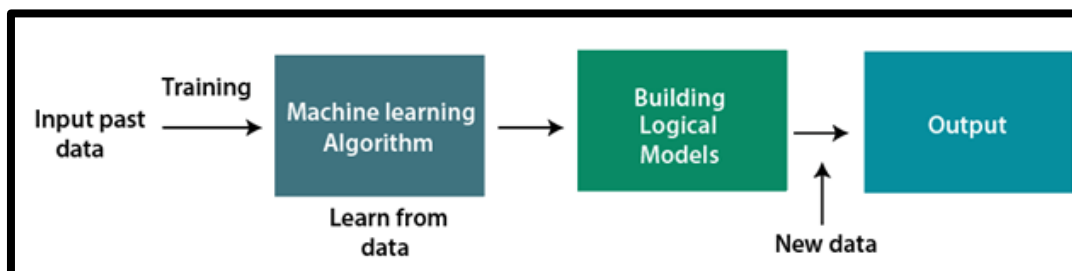 Training
Input past
data
Machine learning
Algorithm
Learn from
data
Building
Logical
Models
New data
Output